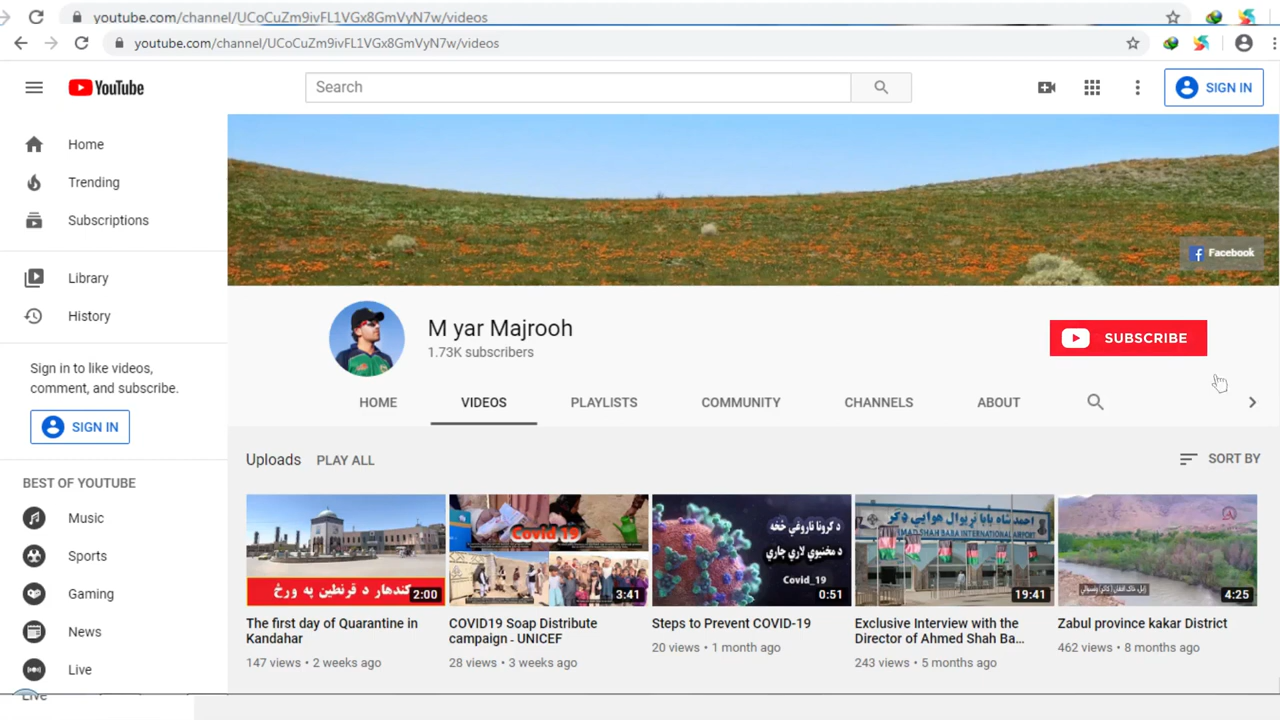 youtube.com/channel/UCoCuZm9ivFL1VGx8GmVyN7w/videos
youtube.com/channel/UCoCuZm9ivFL1VGx8GmVyN7w/videos
YouTube
Search
SIGN IN
Home
Trending
Subscriptions
Library
History
Sign in to like videos,
comment, and subscribe.
SIGN IN
BEST OF YOUTUBE
Music
Sports
Gaming
News
Live
Live
Facebook
M yar Majrooh
1.73K subscribers
SUBSCRIBE
HOME VIDEOS PLAYLISTS COMMUNITY CHANNELS ABOUT
Uploads PLAY ALL SORT BY
کندهار د قرنطین په ورځ
2:00
The first day of Quarantine in
Kandahar
147 views • 2 weeks ago
Covid 19
3:41
COVID19 Soap Distribute
campaign - UNICEF
28 views • 3 weeks ago
د کرونا ناروغي څخه
د مخنیوي لاري چاري
Covid_19
0:51
Steps to Prevent COVID-19
20 views • 1 month ago
احمد شاه بابا نړیوال هوایی ډګر
AHMAD SHAH BABA INTERNATIONAL AIRPORT
19:41
Exclusive Interview with the
Director of Ahmed Shah Ba...
243 views • 5 months ago
4:25
Zabul province kakar District
462 views • 8 months ago